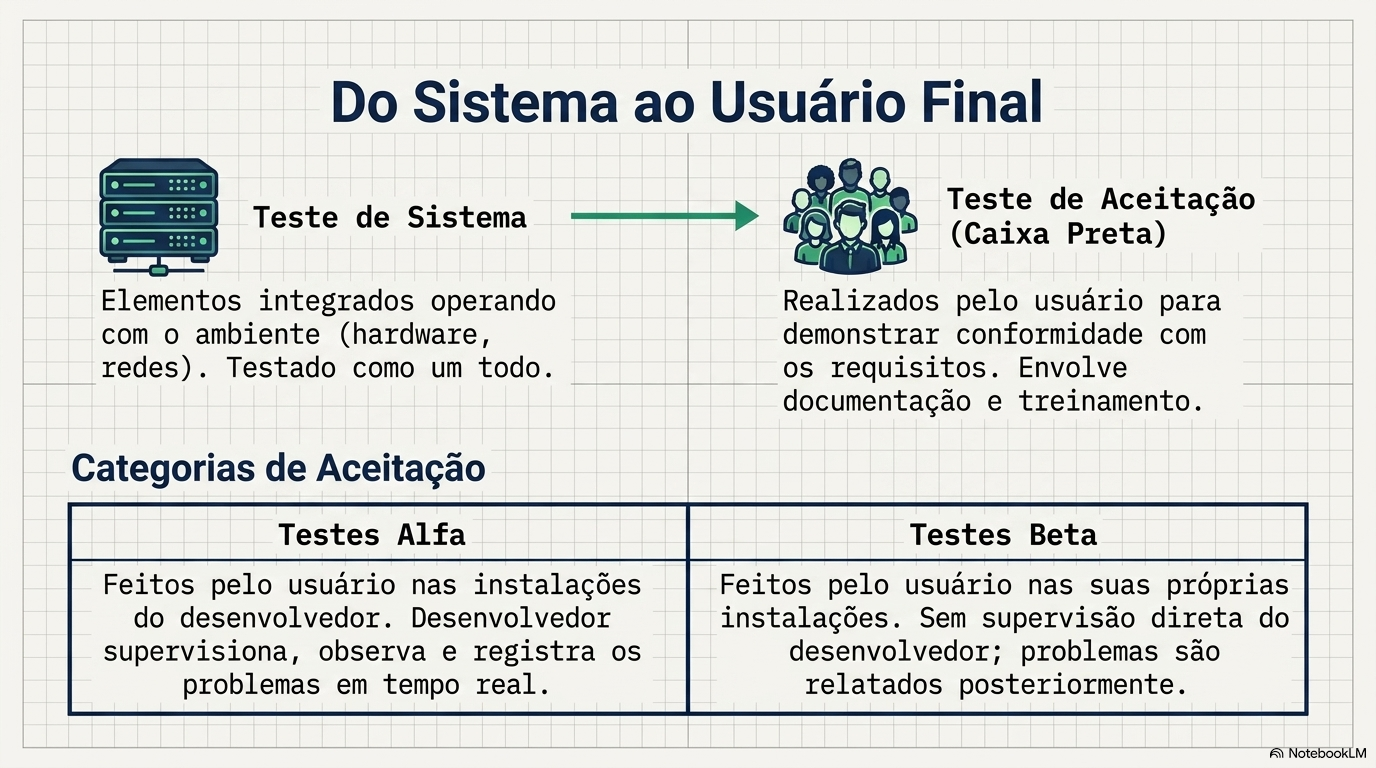 Do Sistema ao Usuário Final
Teste de Sistema
Elementos integrados operando
com o ambiente (hardware,
redes). Testado como um todo.
Teste de Aceitação
(Caixa Preta)
Realizados pelo usuário para
demonstrar conformidade com
os requisitos. Envolve
documentação e treinamento.
Categorias de Aceitação
Testes Alfa
Feitos pelo usuário nas instalações
do desenvolvedor. Desenvolvedor
supervisiona, observa e registra os
problemas em tempo real.
Testes Beta
Feitos pelo usuário nas suas próprias
instalações. Sem supervisão direta do
desenvolvedor; problemas são
relatados posteriormente.
NotebookLM